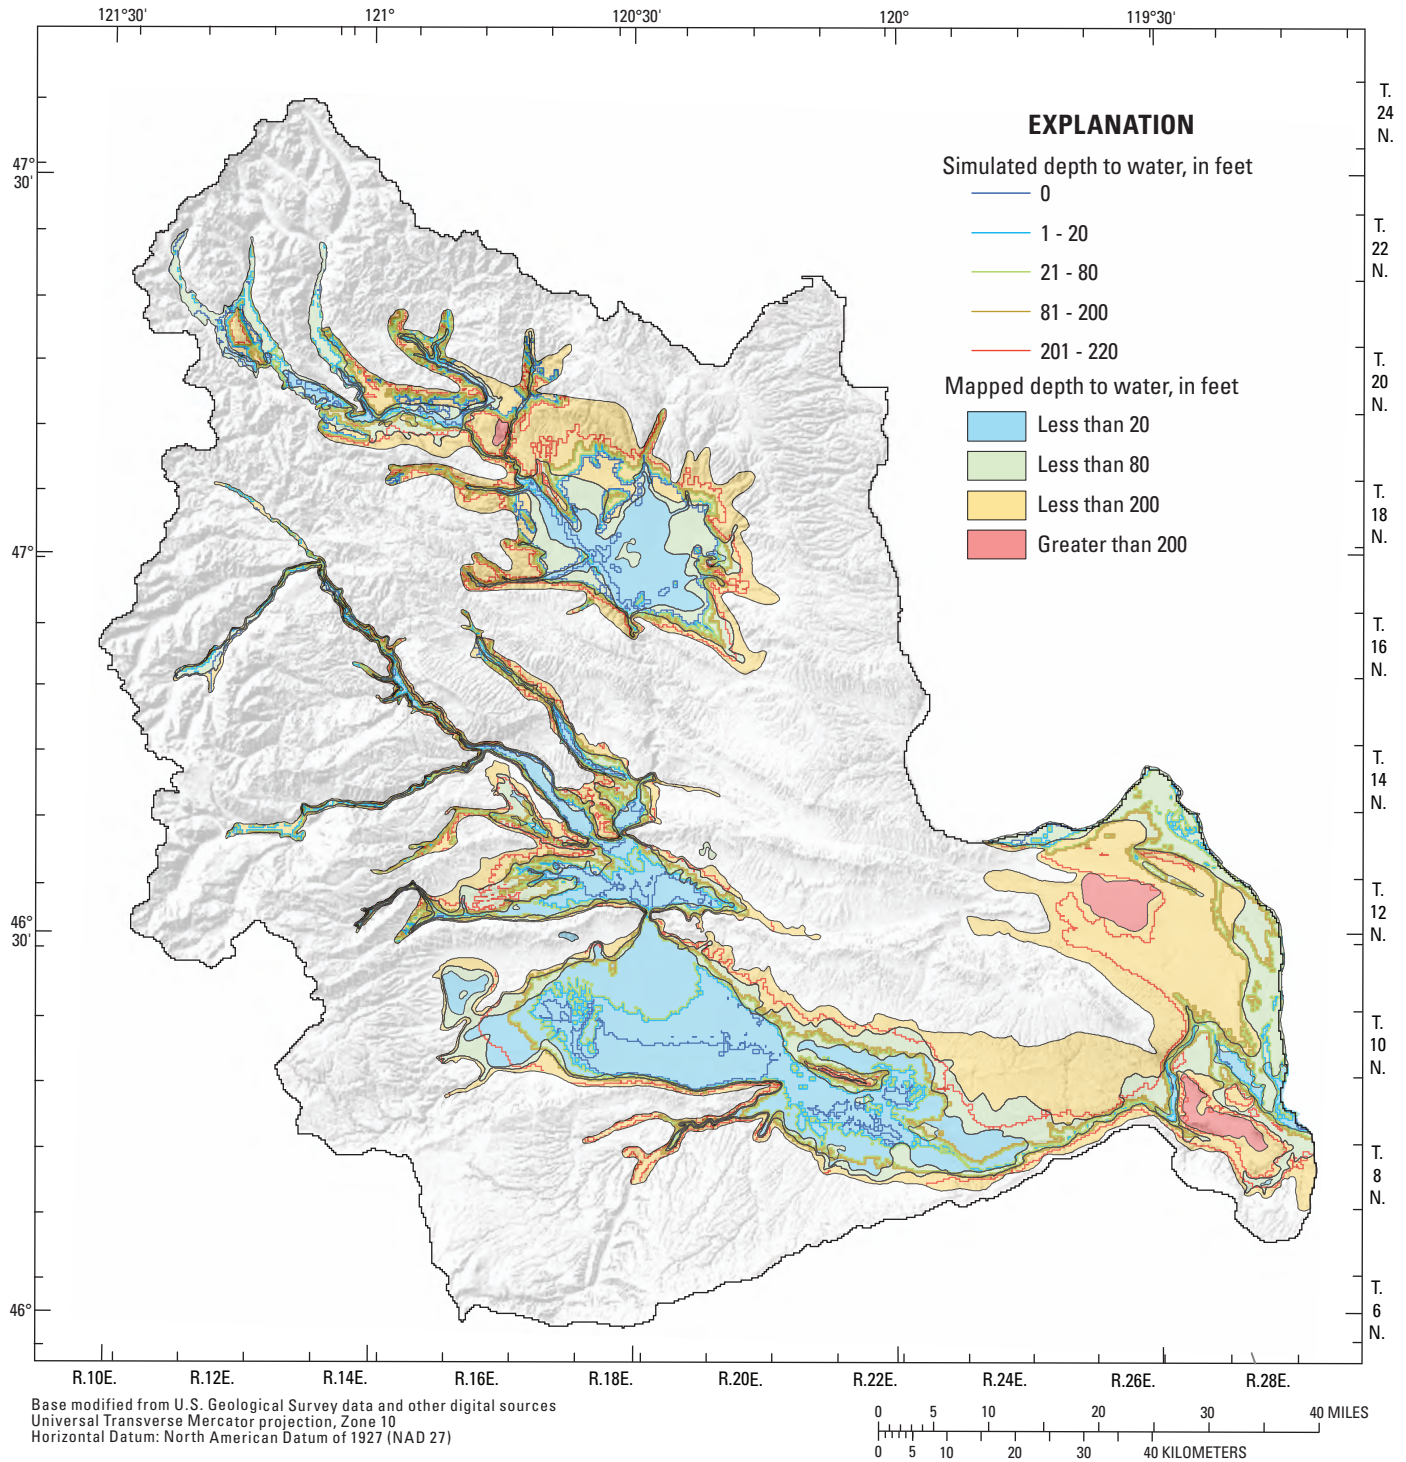 121°30'
121°
120°30'
120°
119°30'
T.
24
N.
47°
30'
T.
22
N.
T.
20
N.
T.
18
N.
47°
T.
16
N.
T.
14
N.
T.
12
N.
46°
30'
T.
10
N.
T.
8
N.
46°
T.
6
N.
EXPLANATION
Simulated depth to water, in feet
0
1 - 20
21 - 80
81 - 200
201 - 220
Mapped depth to water, in feet
Less than 20
Less than 80
Less than 200
Greater than 200
R.10E.
R.12E.
R.14E.
R.16E.
R.18E.
R.20E.
R.22E.
R.24E.
R.26E.
R.28E.
Base modified from U.S. Geological Survey data and other digital sources
Universal Transverse Mercator projection, Zone 10
Horizontal Datum: North American Datum of 1927 (NAD 27)
0 5 10 20 30 40 MILES
0 5 10 20 30 40 KILOMETERS